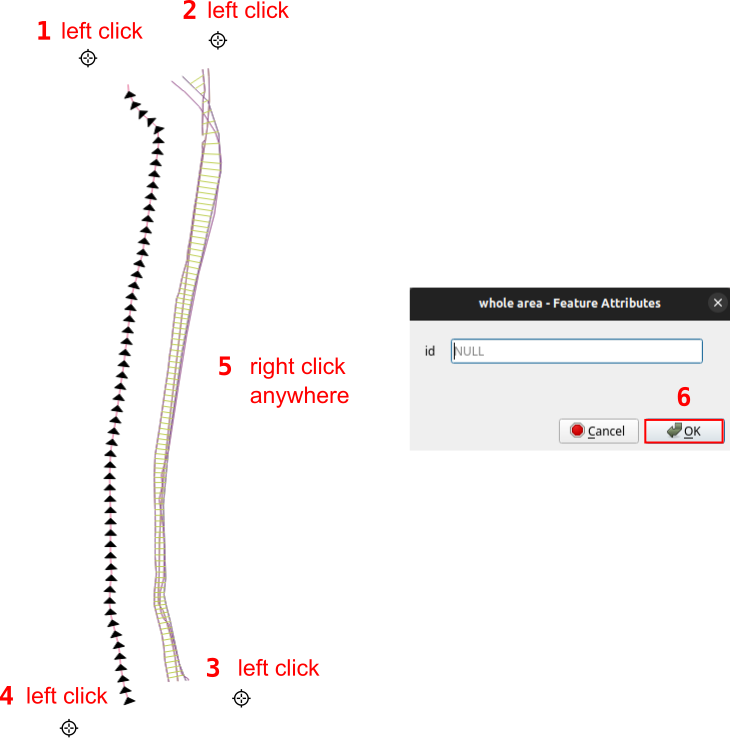 1 left click
2 left click
5 right click
anywhere
3 left click
4 left click
whole area - Feature Attributes
id NULL
6
Cancel OK